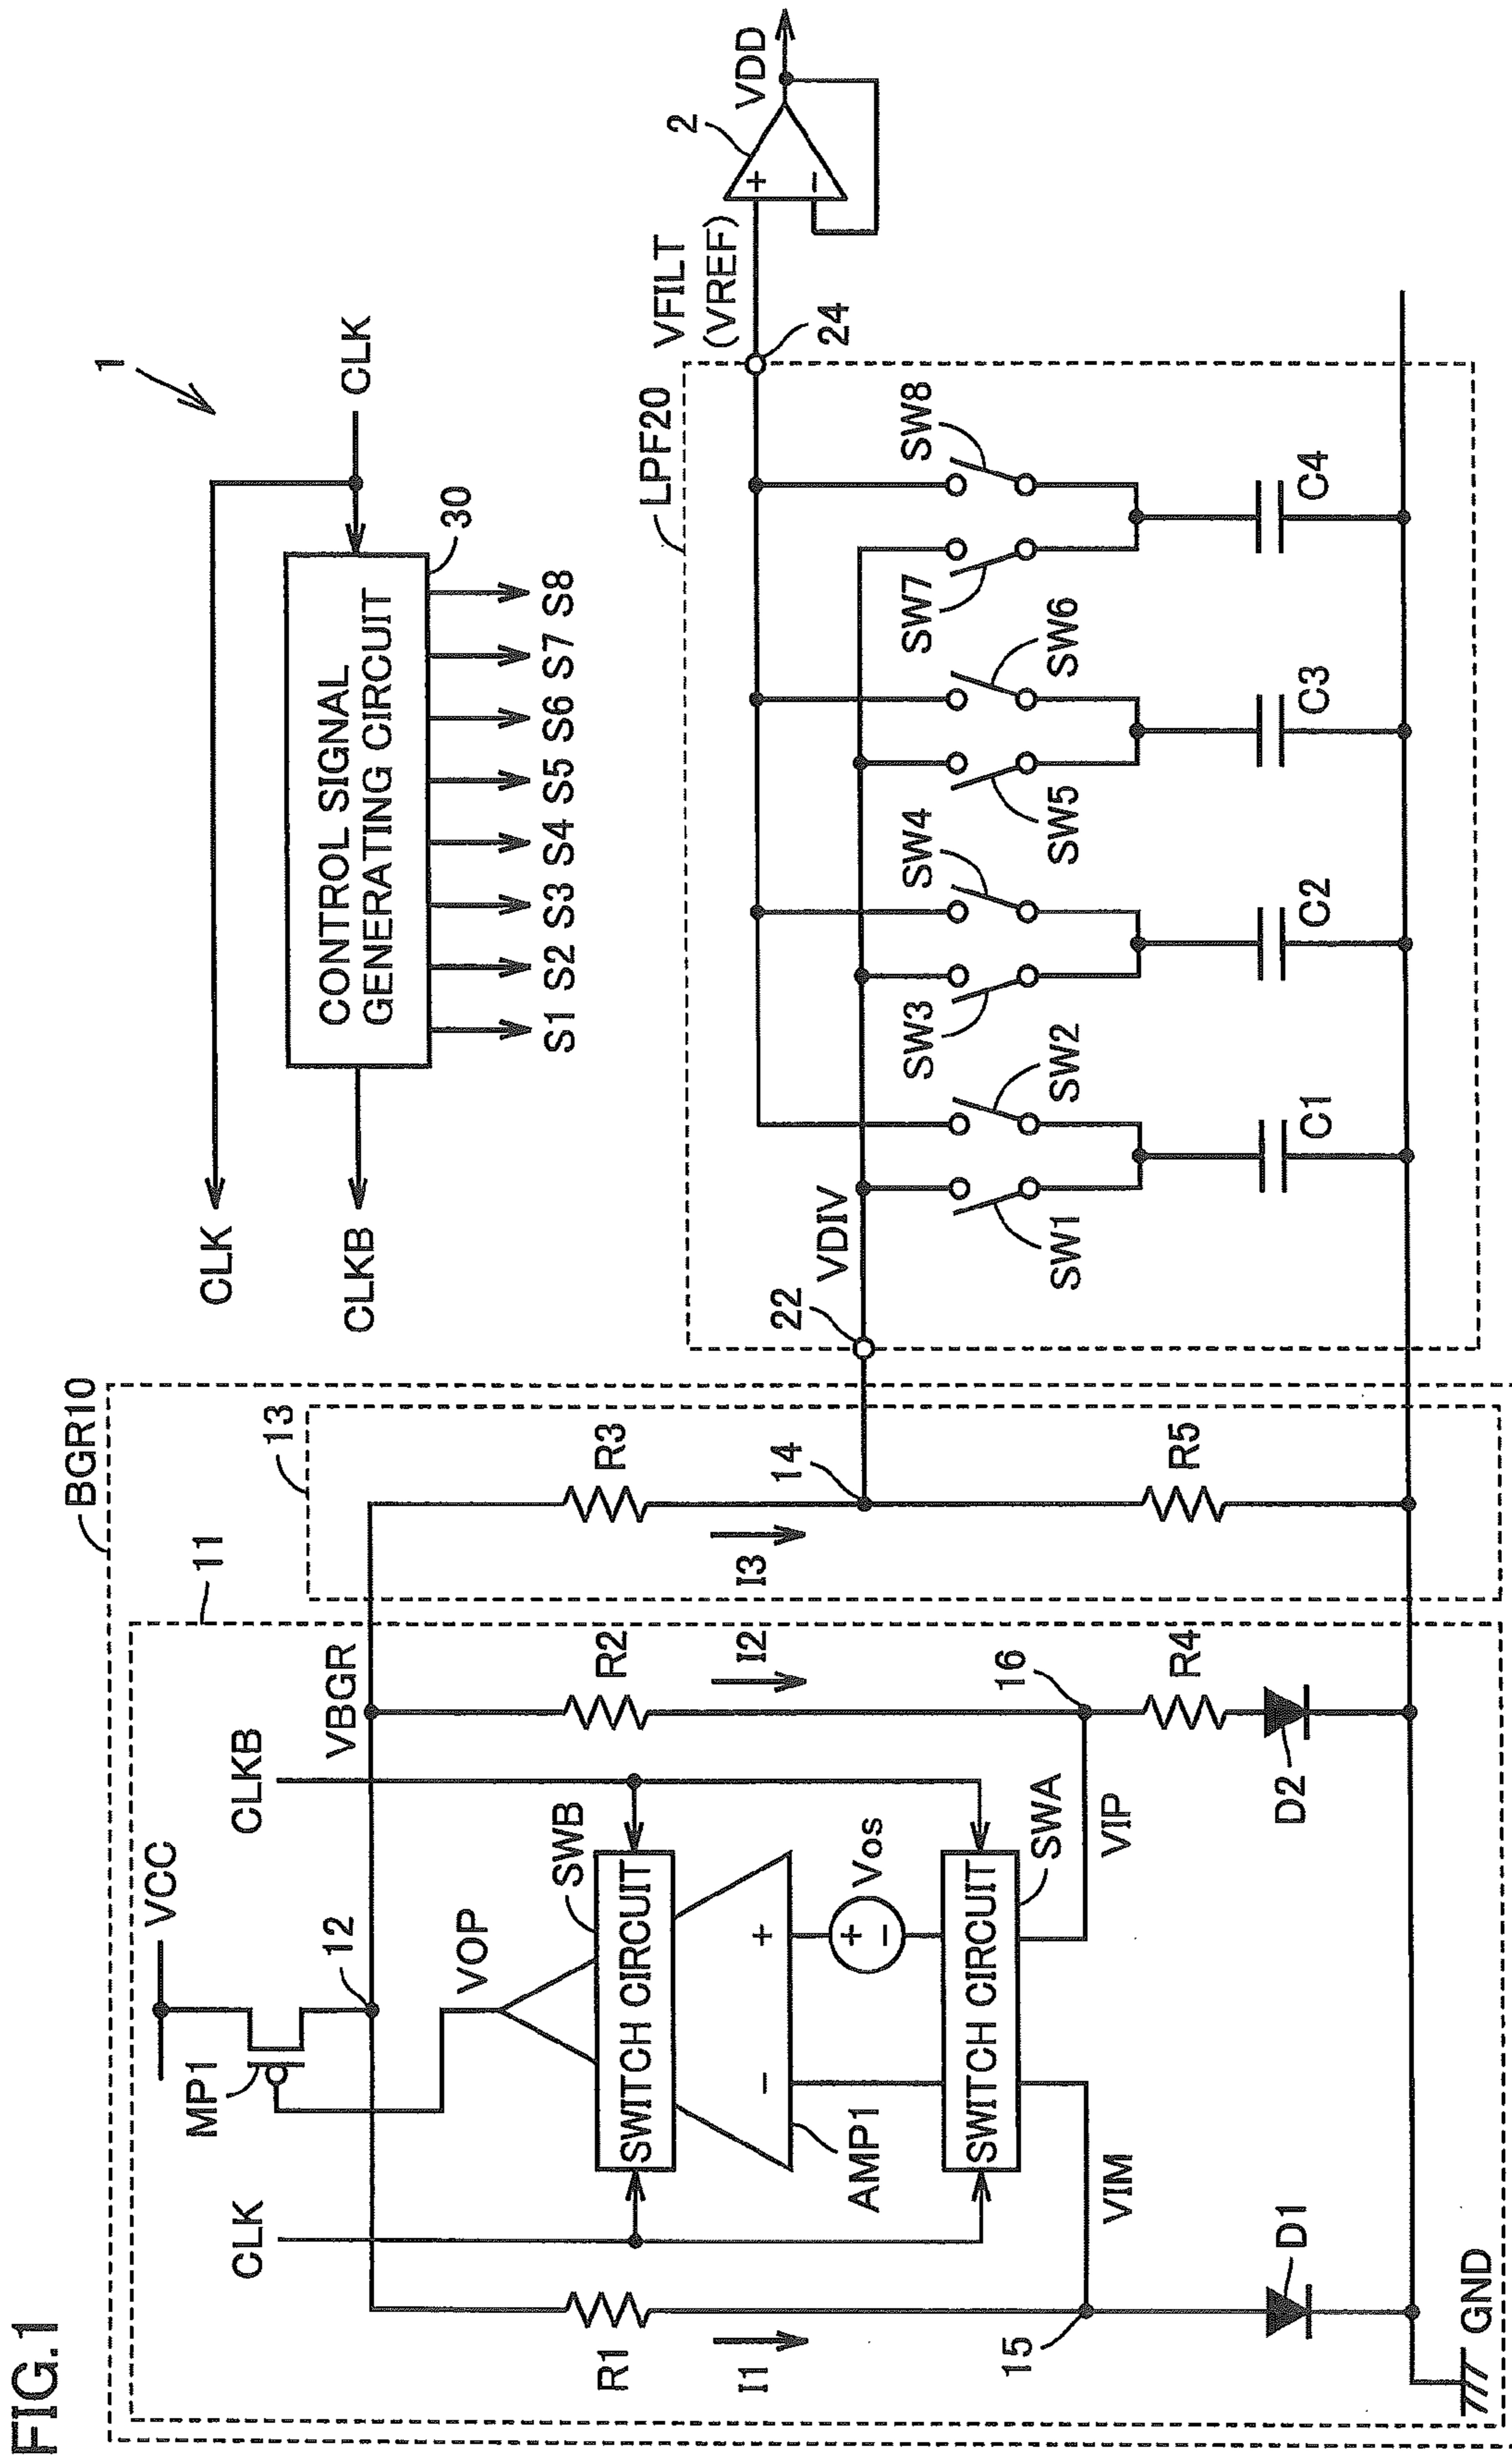 FIG.1
BGR10
11
VCC
MP1
12
CLK
CLKB
VBGR
VOP
SWB
SWITCH CIRCUIT
AMP1
−
+
Vos
+
−
SWITCH CIRCUIT
SWA
R1
I1
15
VIM
D1
GND
R2
I2
16
VIP
R4
D2
13
R3
I3
14
R5
1
CLK
CLK
CLKB
CONTROL SIGNAL
GENERATING CIRCUIT
30
S1 S2 S3 S4 S5 S6 S7 S8
LPF20
22
VDIV
SW1
SW2
C1
SW3
SW4
C2
SW5
SW6
C3
SW7
SW8
C4
24
VFILT
(VREF)
2
+
−
VDD